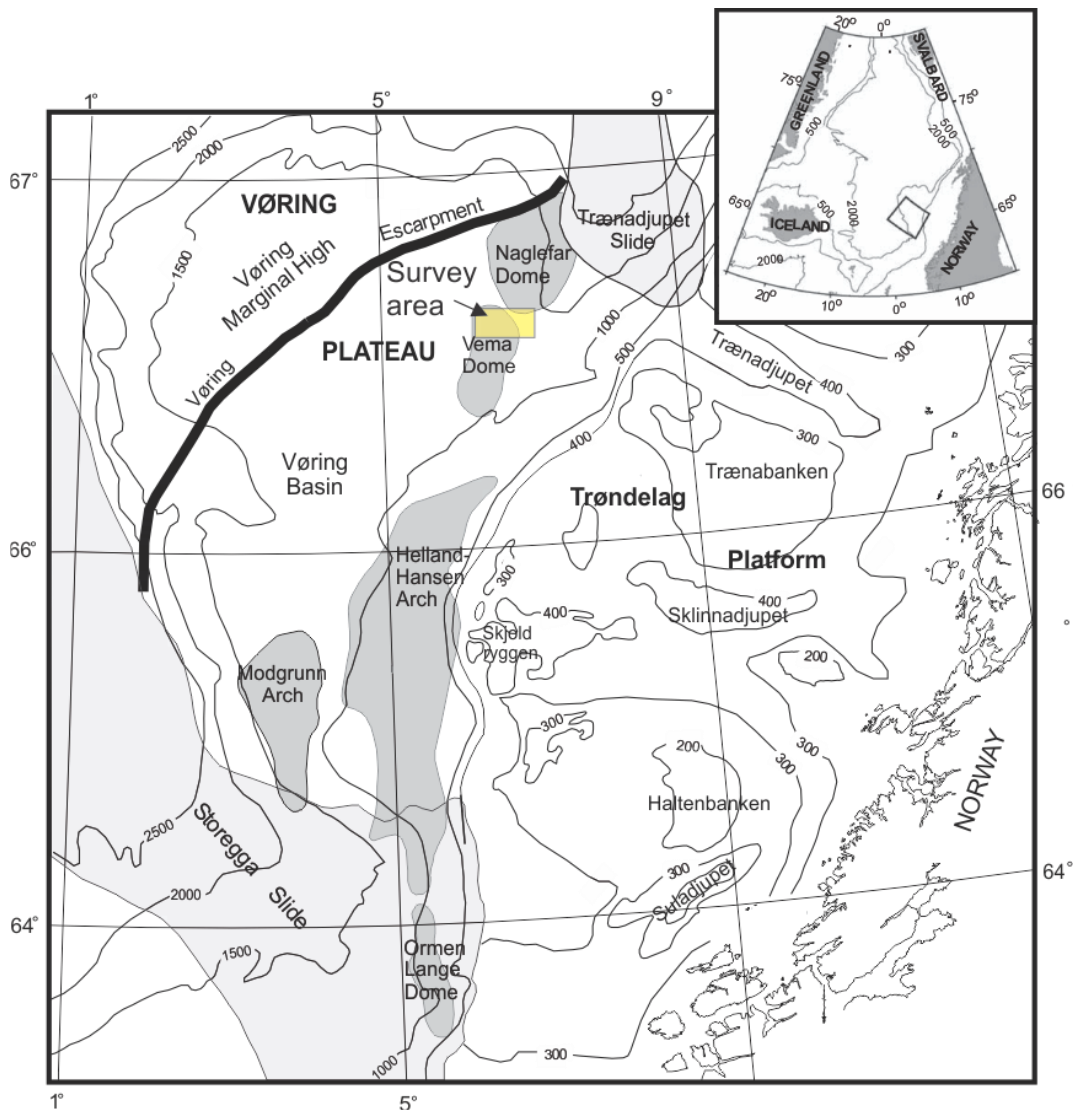 20°
0°
SVALBARD
GREENLAND
75°
75°
500
500
2000
65°
500
2000
65°
ICELAND
NORWAY
2000
20°
10°
0°
10°
1°
5°
9°
2500
2000
67°
VØRING
Escarpment
Trænadjupet
Slide
1500
Vøring
Marginal High
Naglefar
Dome
Survey
area
1000
300
PLATEAU
Vema
Dome
500
Trænadjupet
400
Vøring
400
300
Vøring
Basin
Trænabanken
Trøndelag
66
66°
Helland-
Hansen
Arch
Platform
300
400
400
Sklinnadjupet
Skjeld
ryggen
°
200
Modgrunn
Arch
300
200
300
300
NORWAY
Haltenbanken
2500
Storegga
Slide
300
64°
2000
Suladjupet
64°
1500
Ormen
Lange
Dome
300
1000
1°
5°